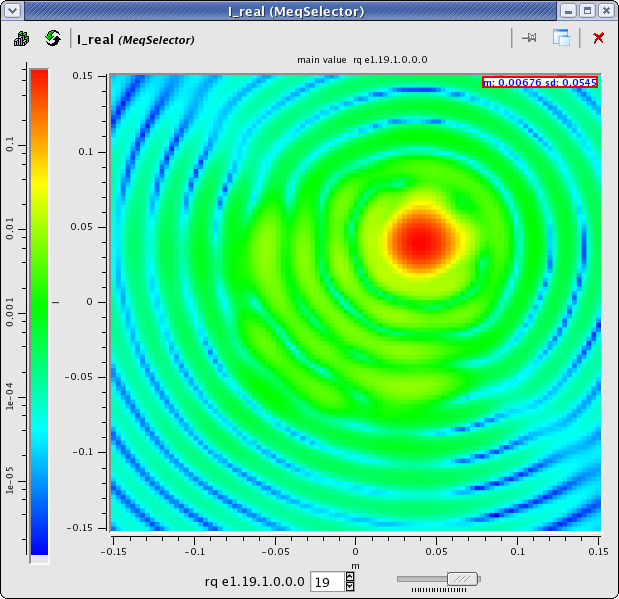 I_real (MeqSelector)
I_real (MeqSelector)
main value rq e1.19.1.0.0.0
m: 0.00676 sd: 0.0545
0.1
0.01
0.001
1e-04
1e-05
0.15
0.1
0.05
0
-0.05
-0.1
-0.15
-0.15
-0.1
-0.05
0
0.05
0.1
0.15
m
rq e1.19.1.0.0.0
19